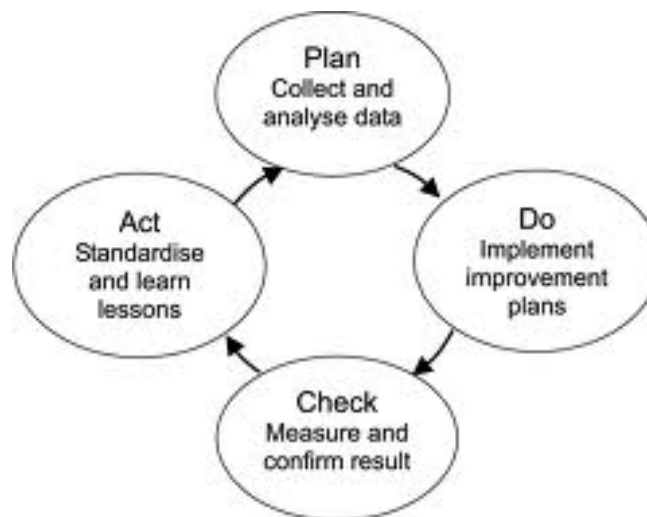 Plan
Collect and
analyse data
Do
Implement
improvement
plans
Check
Measure and
confirm result
Act
Standardise
and learn
lessons